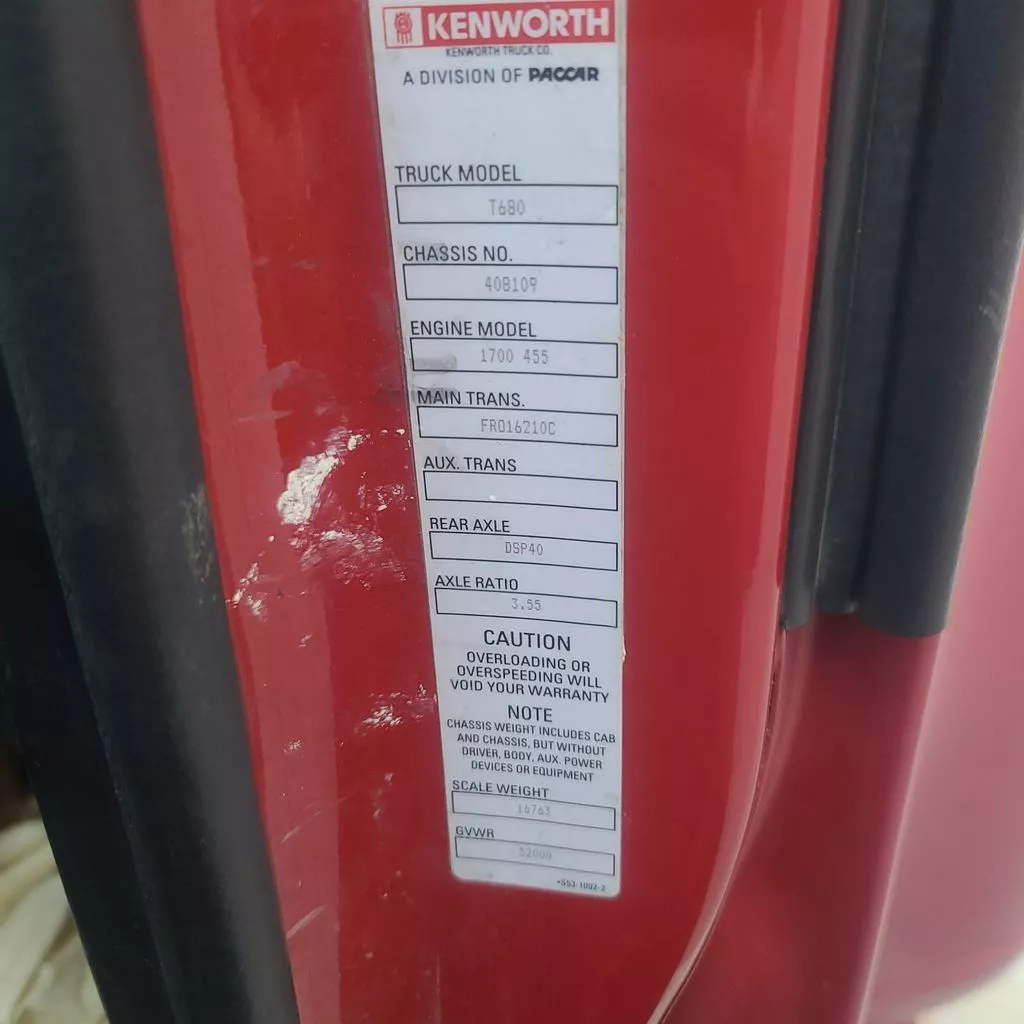 KENWORTH
KENWORTH TRUCK CO.
A DIVISION OF PACCAR
TRUCK MODEL
T680
CHASSIS NO.
40B109
ENGINE MODEL
1700 455
MAIN TRANS.
FRO16210C
AUX. TRANS
REAR AXLE
DSP40
AXLE RATIO
3.55
CAUTION
OVERLOADING OR
OVERSPEEDING WILL
VOID YOUR WARRANTY
NOTE
CHASSIS WEIGHT INCLUDES CAB
AND CHASSIS, BUT WITHOUT
DRIVER, BODY, AUX. POWER
DEVICES OR EQUIPMENT
SCALE WEIGHT
16763
GVWR
52000